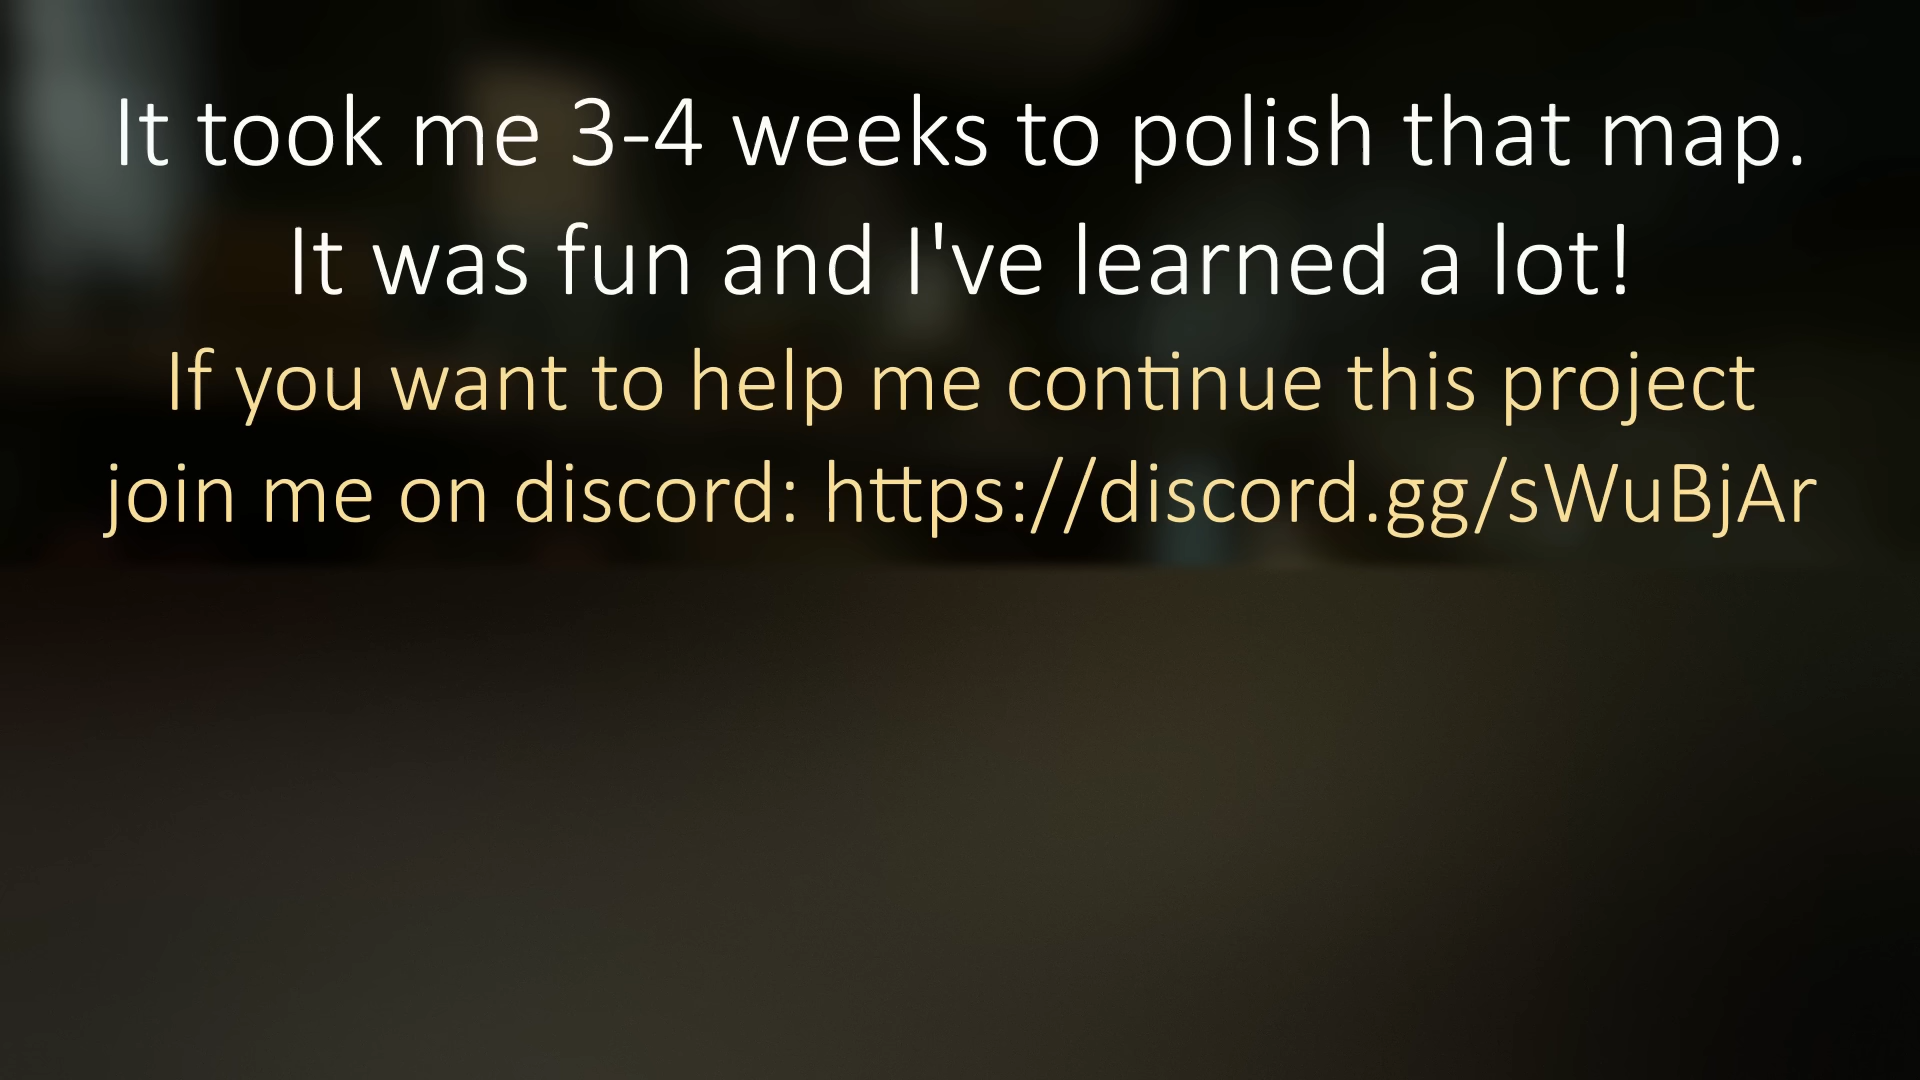 It took me 3-4 weeks to polish that map.
It was fun and I've learned a lot!
If you want to help me continue this project
join me on discord: https://discord.gg/sWuBjAr